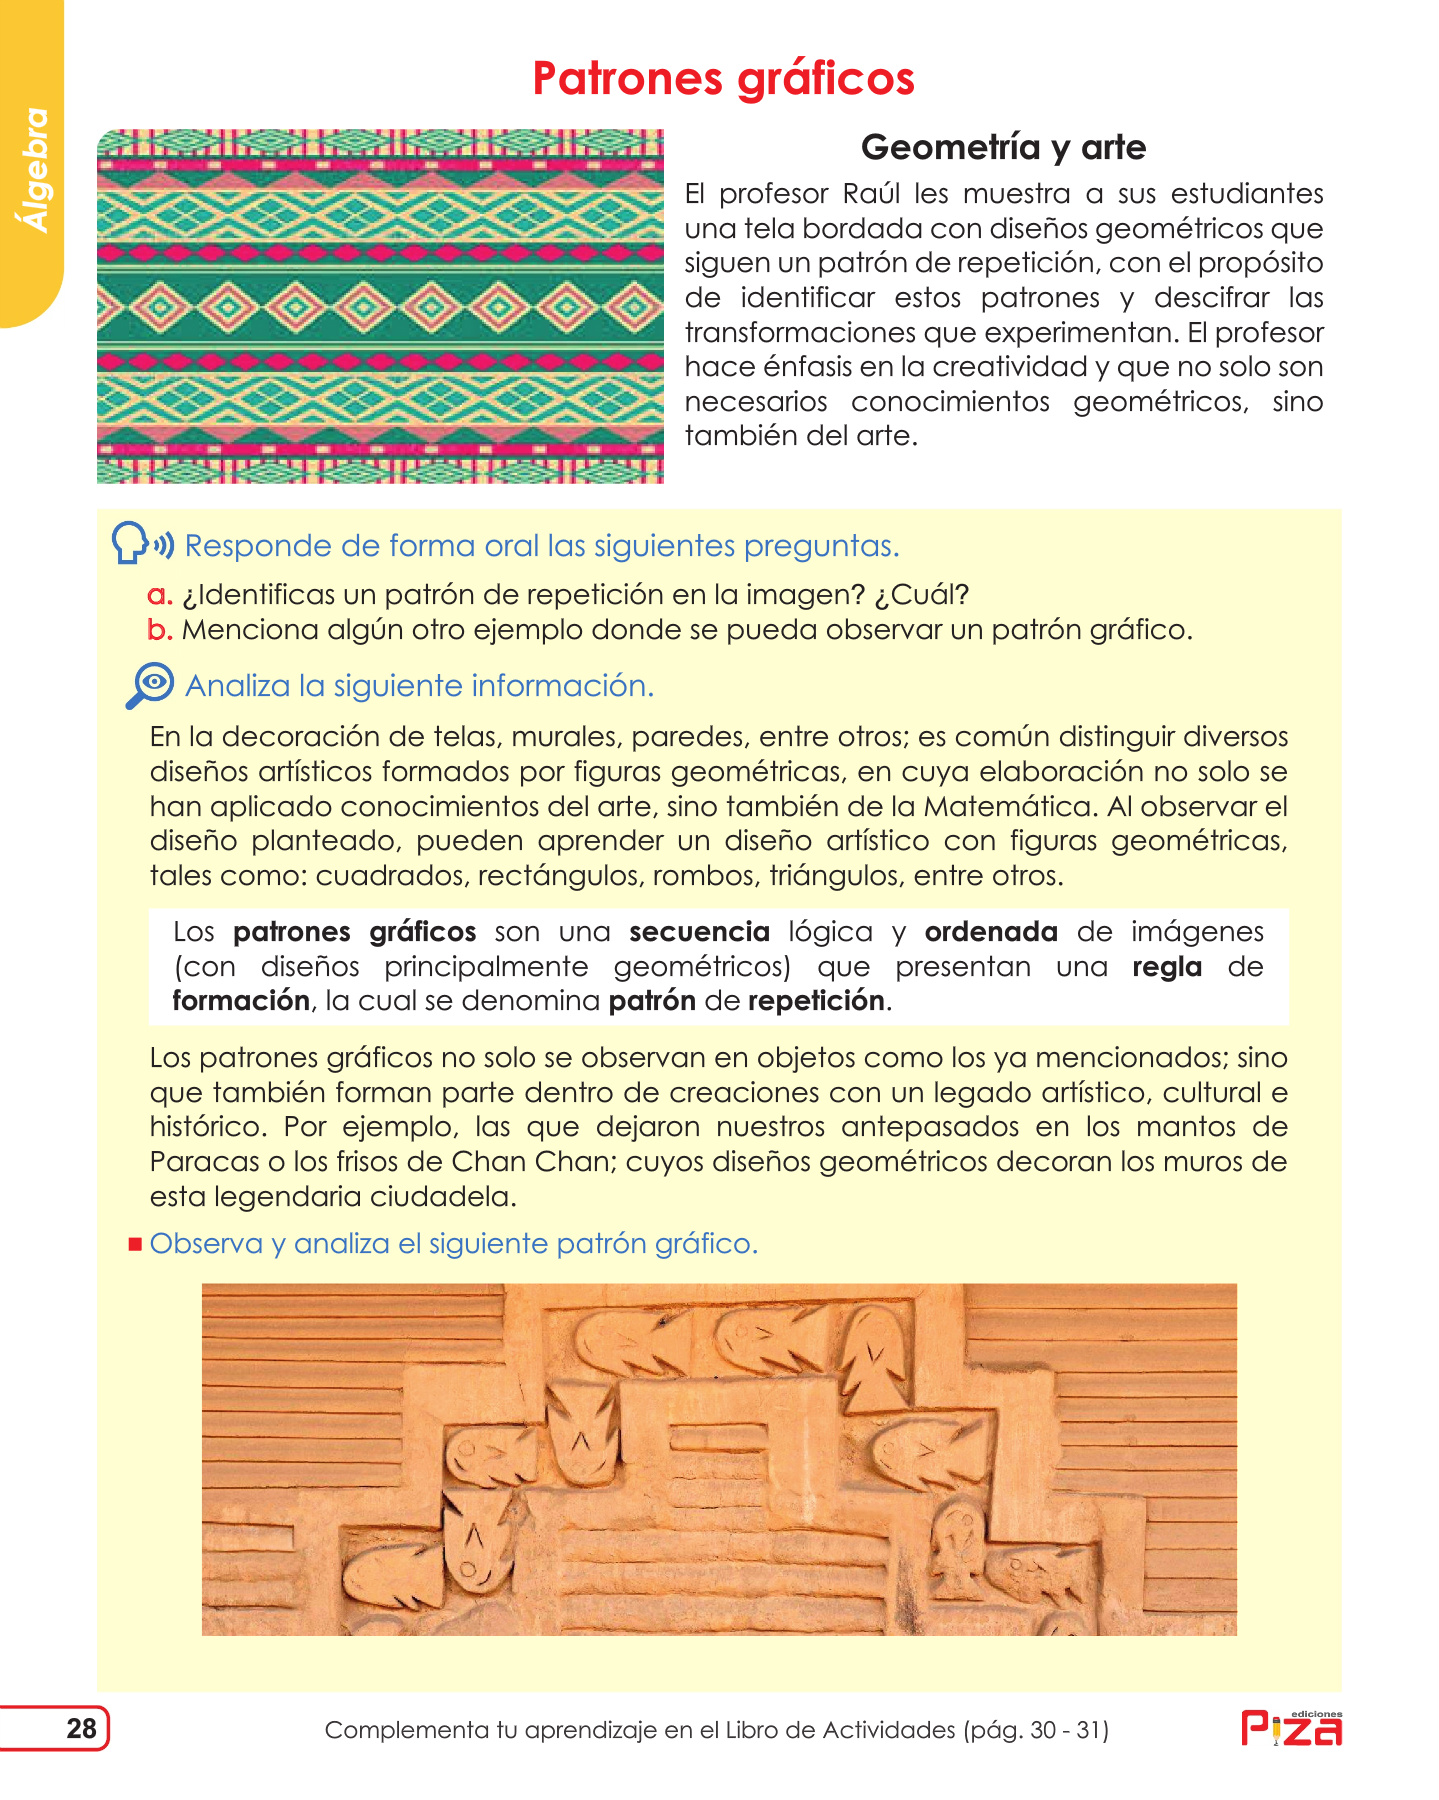 Álgebra
Patrones gráficos
Geometría y arte
El profesor Raúl les muestra a sus estudiantes
una tela bordada con diseños geométricos que
siguen un patrón de repetición, con el propósito
de identificar estos patrones y descifrar las
transformaciones que experimentan. El profesor
hace énfasis en la creatividad y que no solo son
necesarios conocimientos geométricos, sino
también del arte.
Responde de forma oral las siguientes preguntas.
a. ¿Identificas un patrón de repetición en la imagen? ¿Cuál?
b. Menciona algún otro ejemplo donde se pueda observar un patrón gráfico.
Analiza la siguiente información.
En la decoración de telas, murales, paredes, entre otros; es común distinguir diversos
diseños artísticos formados por figuras geométricas, en cuya elaboración no solo se
han aplicado conocimientos del arte, sino también de la Matemática. Al observar el
diseño planteado, pueden aprender un diseño artístico con figuras geométricas,
tales como: cuadrados, rectángulos, rombos, triángulos, entre otros.
Los patrones gráficos son una secuencia lógica y ordenada de imágenes
(con diseños principalmente geométricos) que presentan una regla de
formación, la cual se denomina patrón de repetición.
Los patrones gráficos no solo se observan en objetos como los ya mencionados; sino
que también forman parte dentro de creaciones con un legado artístico, cultural e
histórico. Por ejemplo, las que dejaron nuestros antepasados en los mantos de
Paracas o los frisos de Chan Chan; cuyos diseños geométricos decoran los muros de
esta legendaria ciudadela.
Observa y analiza el siguiente patrón gráfico.
28
Complementa tu aprendizaje en el Libro de Actividades (pág. 30 - 31)
ediciones
Piza